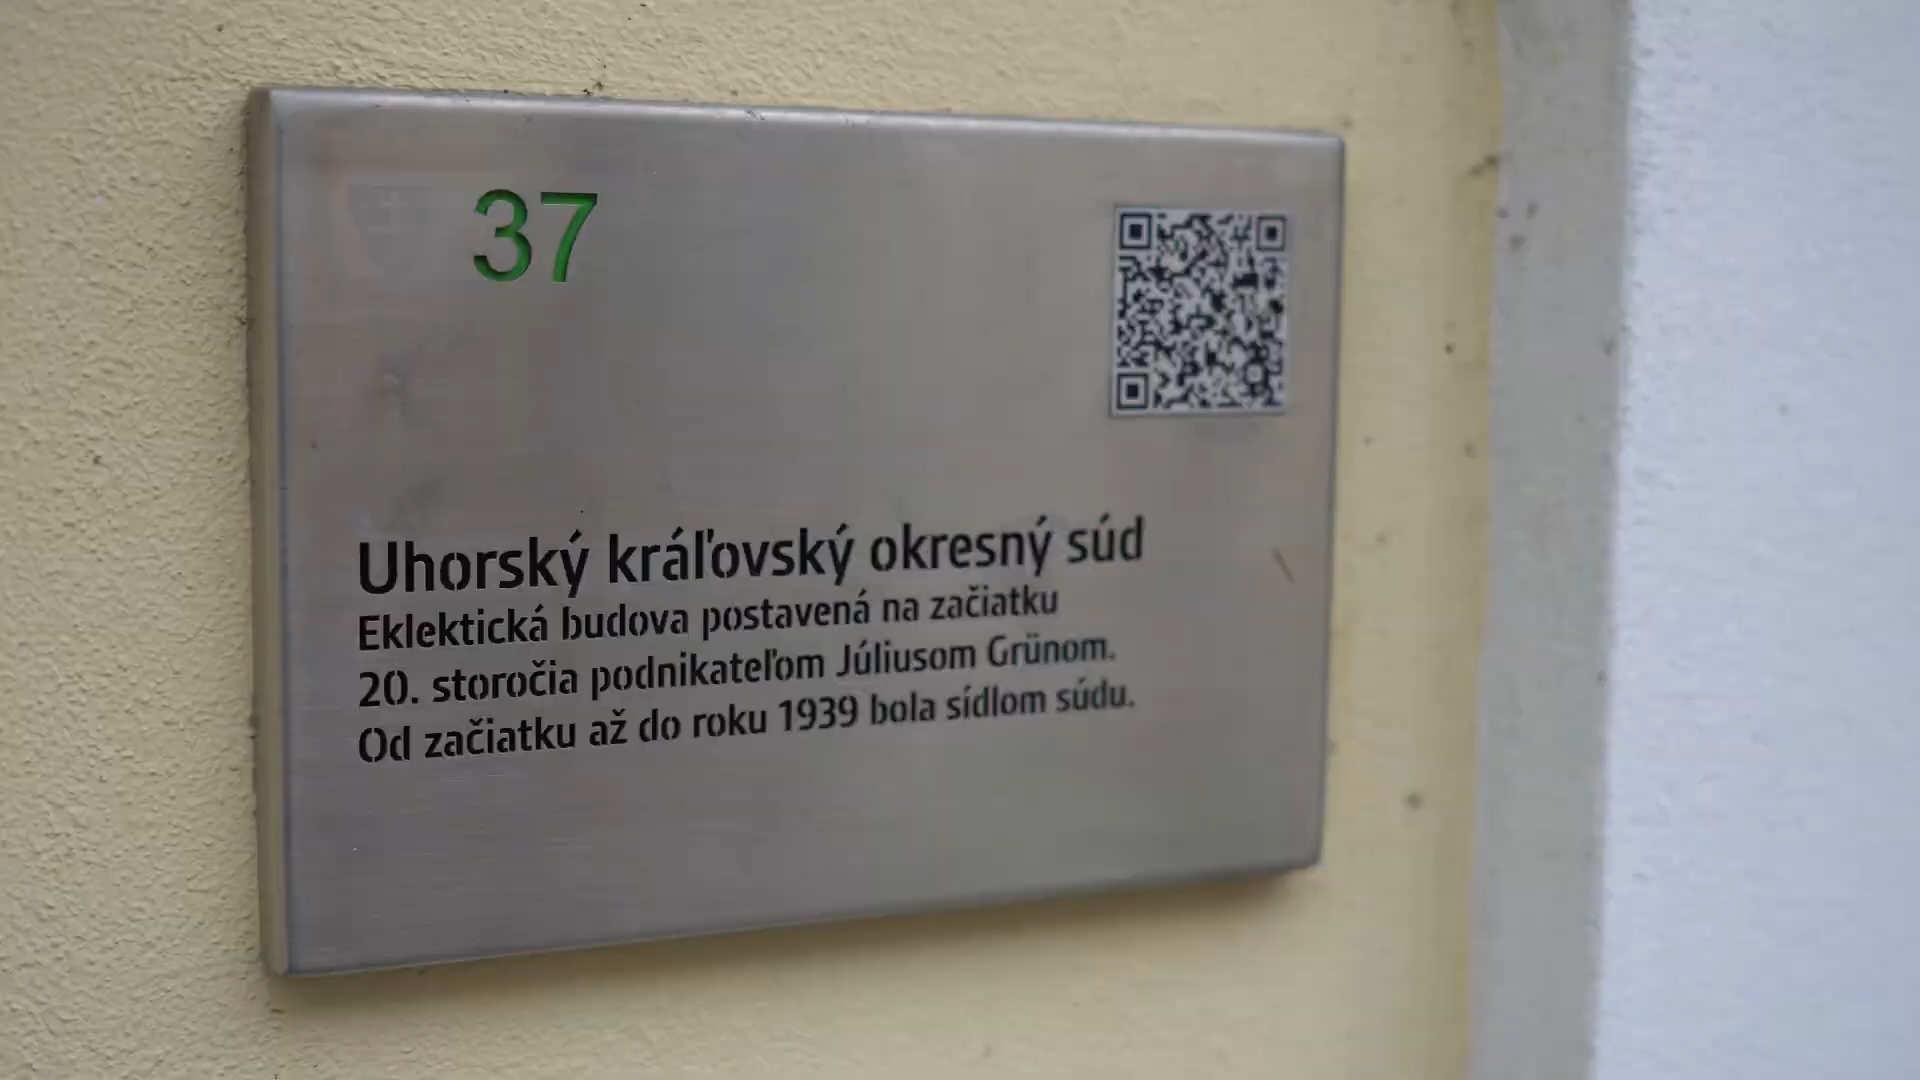 37
Uhorský kráľovský okresný súd
Eklektická budova postavená na začiatku
20. storočia podnikateľom Júliusom Grünom.
Od začiatku až do roku 1939 bola sídlom súdu.